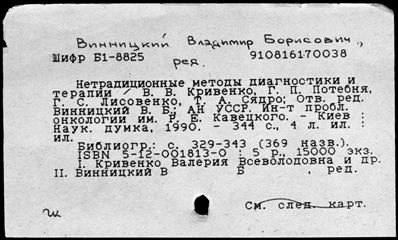 Винницкий Владимир Борисович,
Шифр Б1-8825 ред. 9108161700З8
Нетрадиционные методы диагностики и
терапии / В. В. Кривенко, Г. П. Потебня,
Г. С. Лисовенко, Т. А. Сядро; Отв. ред.
Винницкий В. Б.; АН УССР. Ин-т пробл.
онкологии им. Р. Е. Кавецкого. - Киев :
Наук. думка, 1990. - 344 с., 4 л. ил. :
ил.
Библиогр.: с. 329-343 (369 назв.).
ISBN 5-12-001813-0 : 5 р., 15000 экз.
I. Кривенко Валерия Всеволодовна и др.
II. Винницкий В Б , ред.
См. след. карт.